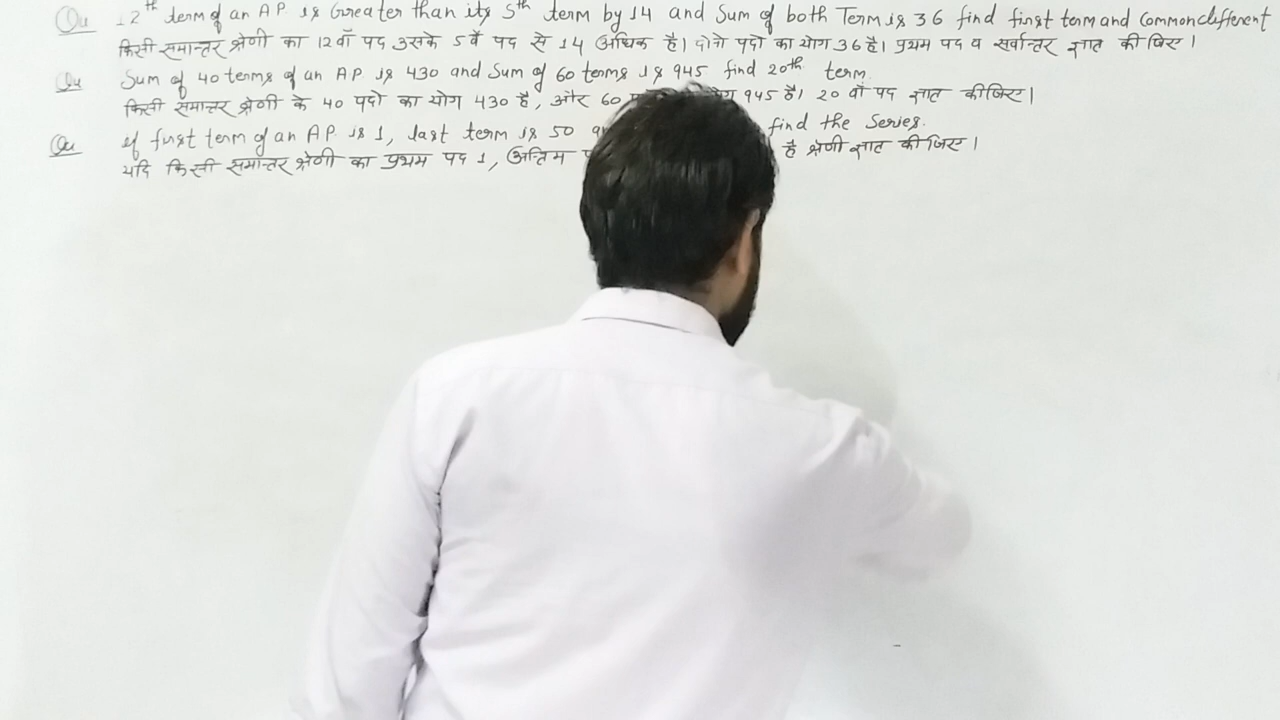 Qu 12th term of an A.P. is Greater than its 5th term by 14 and Sum of both Term is 36 find first term and Common different
किसी समान्तर श्रेणी का 12वाँ पद उसके 5वें पद से 14 अधिक है। दोनो पदो का योग 36 है। प्रथम पद व सर्वान्तर ज्ञात कीजिए।
Qu Sum of 40 terms of an A.P. is 430 and Sum of 60 terms is 945 find 20th term.
किसी समान्तर श्रेणी के 40 पदो का योग 430 है, और 60 945 है। 20 वाँ पद ज्ञात कीजिए।
Qu if first term of an A.P. is 1, last term is 50 find the Series.
यदि किसी समान्तर श्रेणी का प्रथम पद 1, अन्तिम है श्रेणी ज्ञात कीजिए।